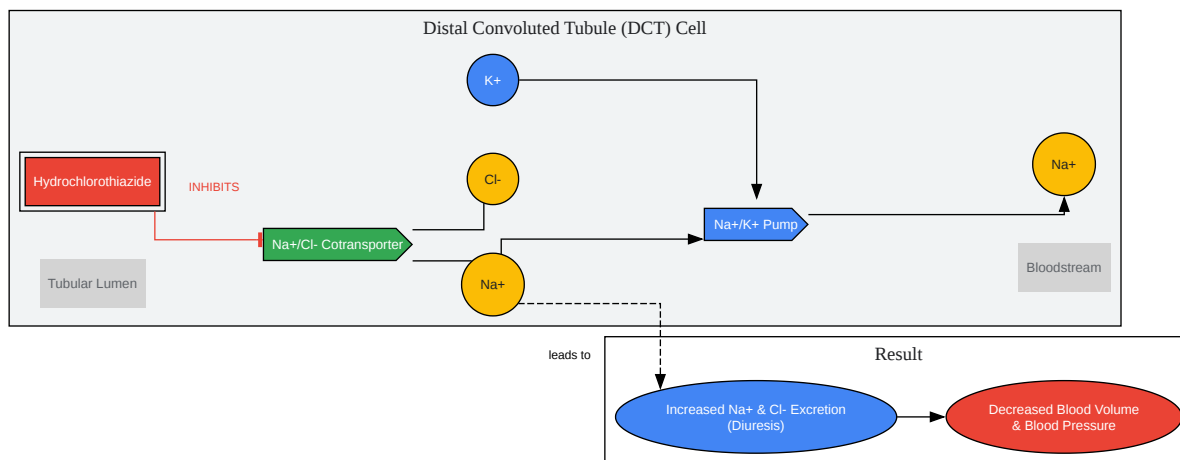 Distal Convoluted Tubule (DCT) Cell
K+
Hydrochlorothiazide
INHIBITS
Cl-
Na+
Na+/Cl- Cotransporter
Na+/K+ Pump
Tubular Lumen
Na+
Bloodstream
leads to
Result
Increased Na+ & Cl- Excretion
(Diuresis)
Decreased Blood Volume
& Blood Pressure